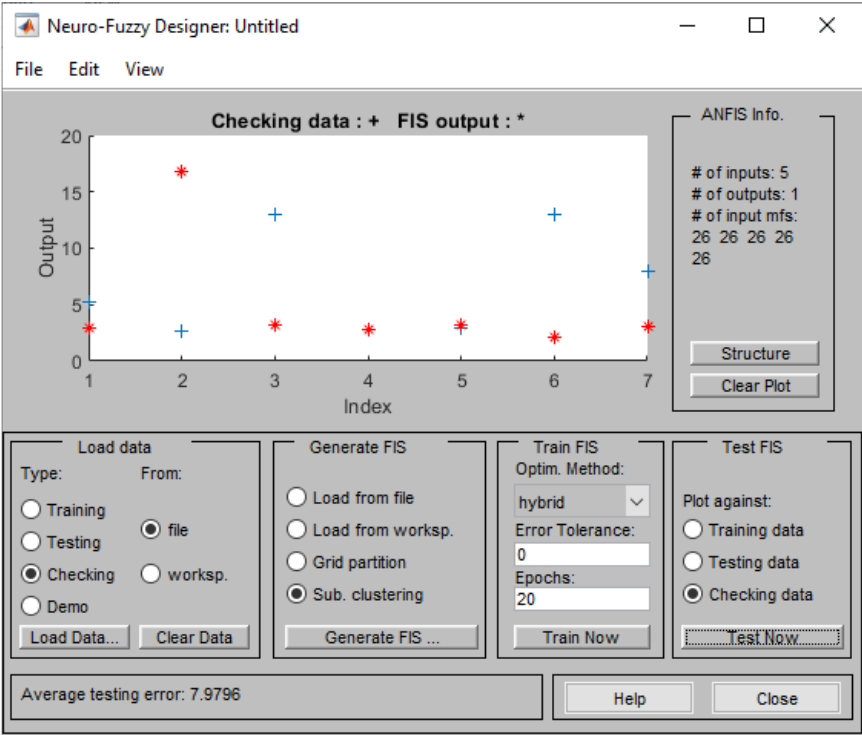 Neuro-Fuzzy Designer: Untitled
File Edit View
Checking data : + FIS output : *
20
15
10
5
0
Output
1 2 3 4 5 6 7
Index
ANFIS Info.
# of inputs: 5
# of outputs: 1
# of input mfs:
26 26 26 26
26
Structure
Clear Plot
Load data
Type: From:
Training
Testing
Checking
Demo
file
worksp.
Load Data... Clear Data
Generate FIS
Load from file
Load from worksp.
Grid partition
Sub. clustering
Generate FIS ...
Train FIS
Optim. Method:
hybrid
Error Tolerance:
0
Epochs:
20
Train Now
Test FIS
Plot against:
Training data
Testing data
Checking data
Test Now
Average testing error: 7.9796
Help Close